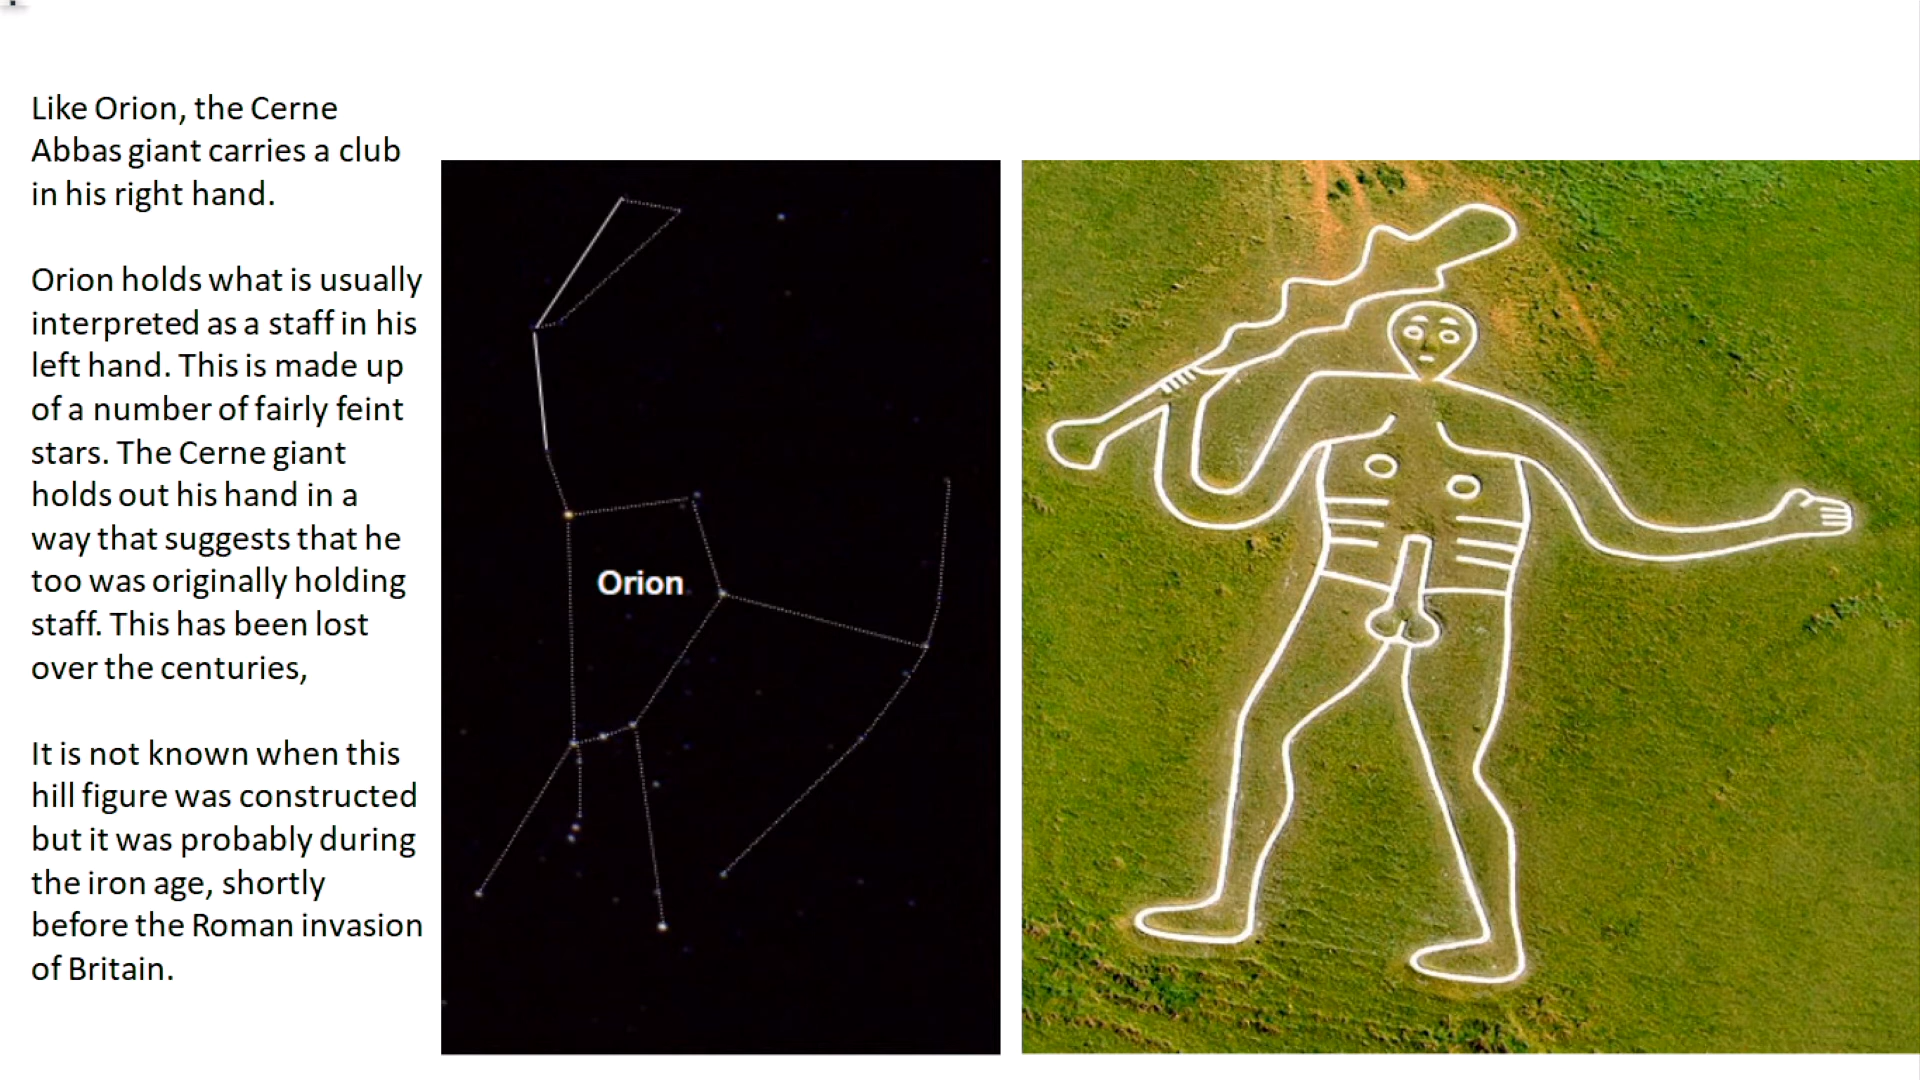 Like Orion, the Cerne
Abbas giant carries a club
in his right hand.
Orion holds what is usually
interpreted as a staff in his
left hand. This is made up
of a number of fairly feint
stars. The Cerne giant
holds out his hand in a
way that suggests that he
too was originally holding
staff. This has been lost
over the centuries,
It is not known when this
hill figure was constructed
but it was probably during
the iron age, shortly
before the Roman invasion
of Britain.
Orion